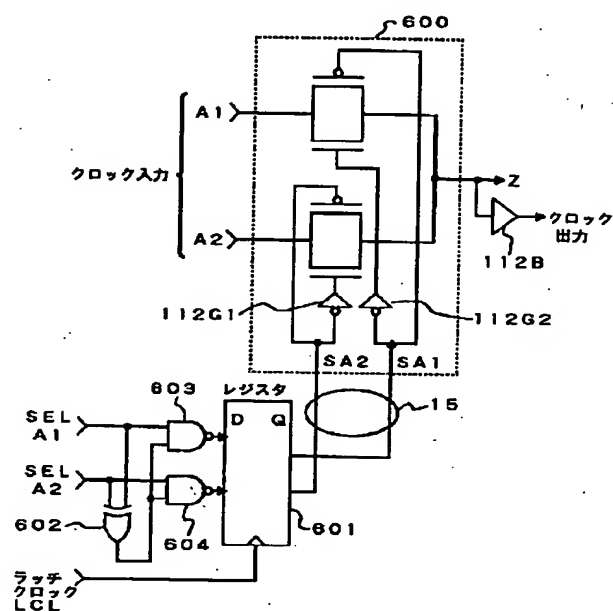 600
A1
クロック入力
Z
クロック
出力
A2
112B
112G1
112G2
SA2
SA1
603
レジスタ
15
SEL
A1
D
Q
SEL
A2
602
604
601
ラッチ
クロック
LCL